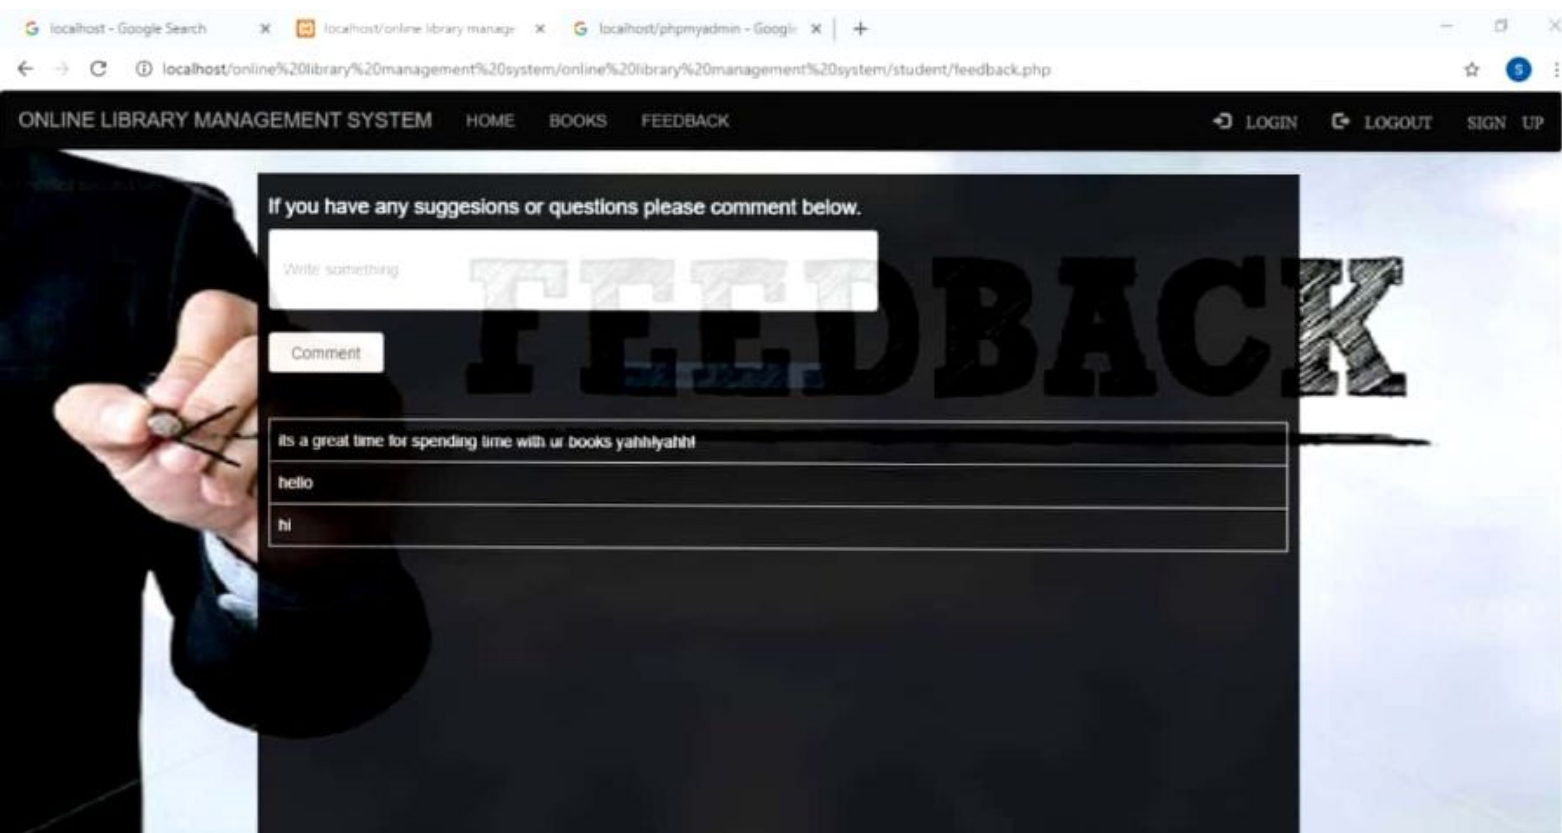 localhost - Google Search
localhost/online library manage
localhost/phpmyadmin - Google
localhost/online%20library%20management%20system/online%20library%20management%20system/student/feedback.php
S
ONLINE LIBRARY MANAGEMENT SYSTEM HOME BOOKS FEEDBACK LOGIN LOGOUT SIGN UP
If you have any suggesions or questions please comment below.
Write something
FEEDBACK
Comment
its a great time for spending time with ur books yahh!yahh!
hello
hi